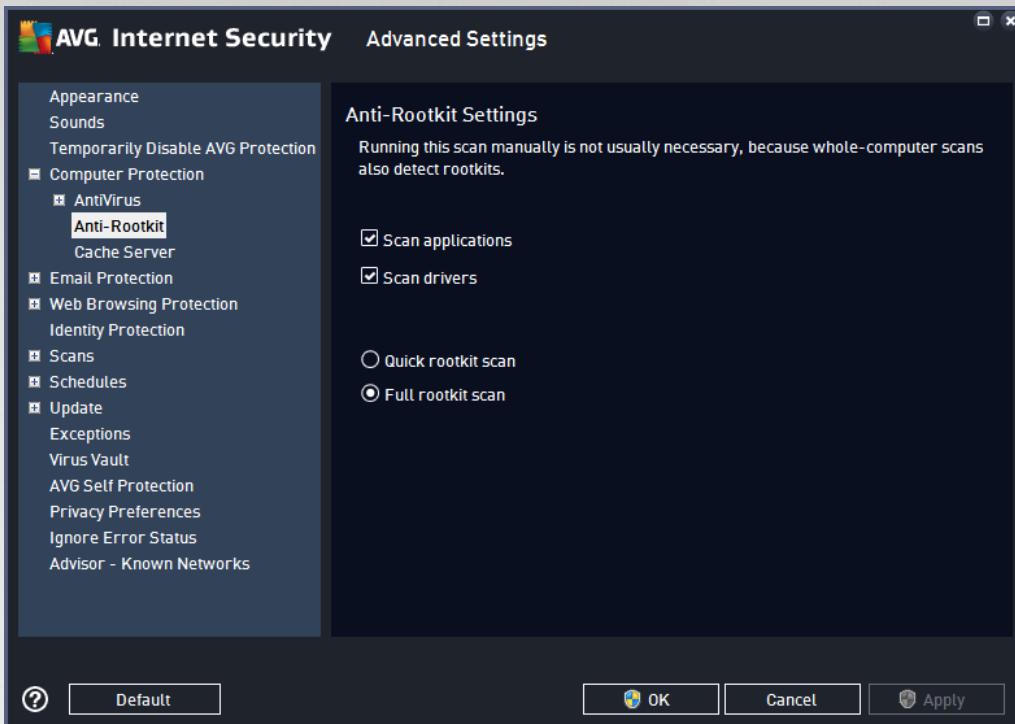 AVG. Internet Security Advanced Settings
Appearance
Sounds
Temporarily Disable AVG Protection
Computer Protection
AntiVirus
Anti-Rootkit
Cache Server
Email Protection
Web Browsing Protection
Identity Protection
Scans
Schedules
Update
Exceptions
Virus Vault
AVG Self Protection
Privacy Preferences
Ignore Error Status
Advisor - Known Networks
Anti-Rootkit Settings
Running this scan manually is not usually necessary, because whole-computer scans
also detect rootkits.
Scan applications
Scan drivers
Quick rootkit scan
Full rootkit scan
? Default OK Cancel Apply